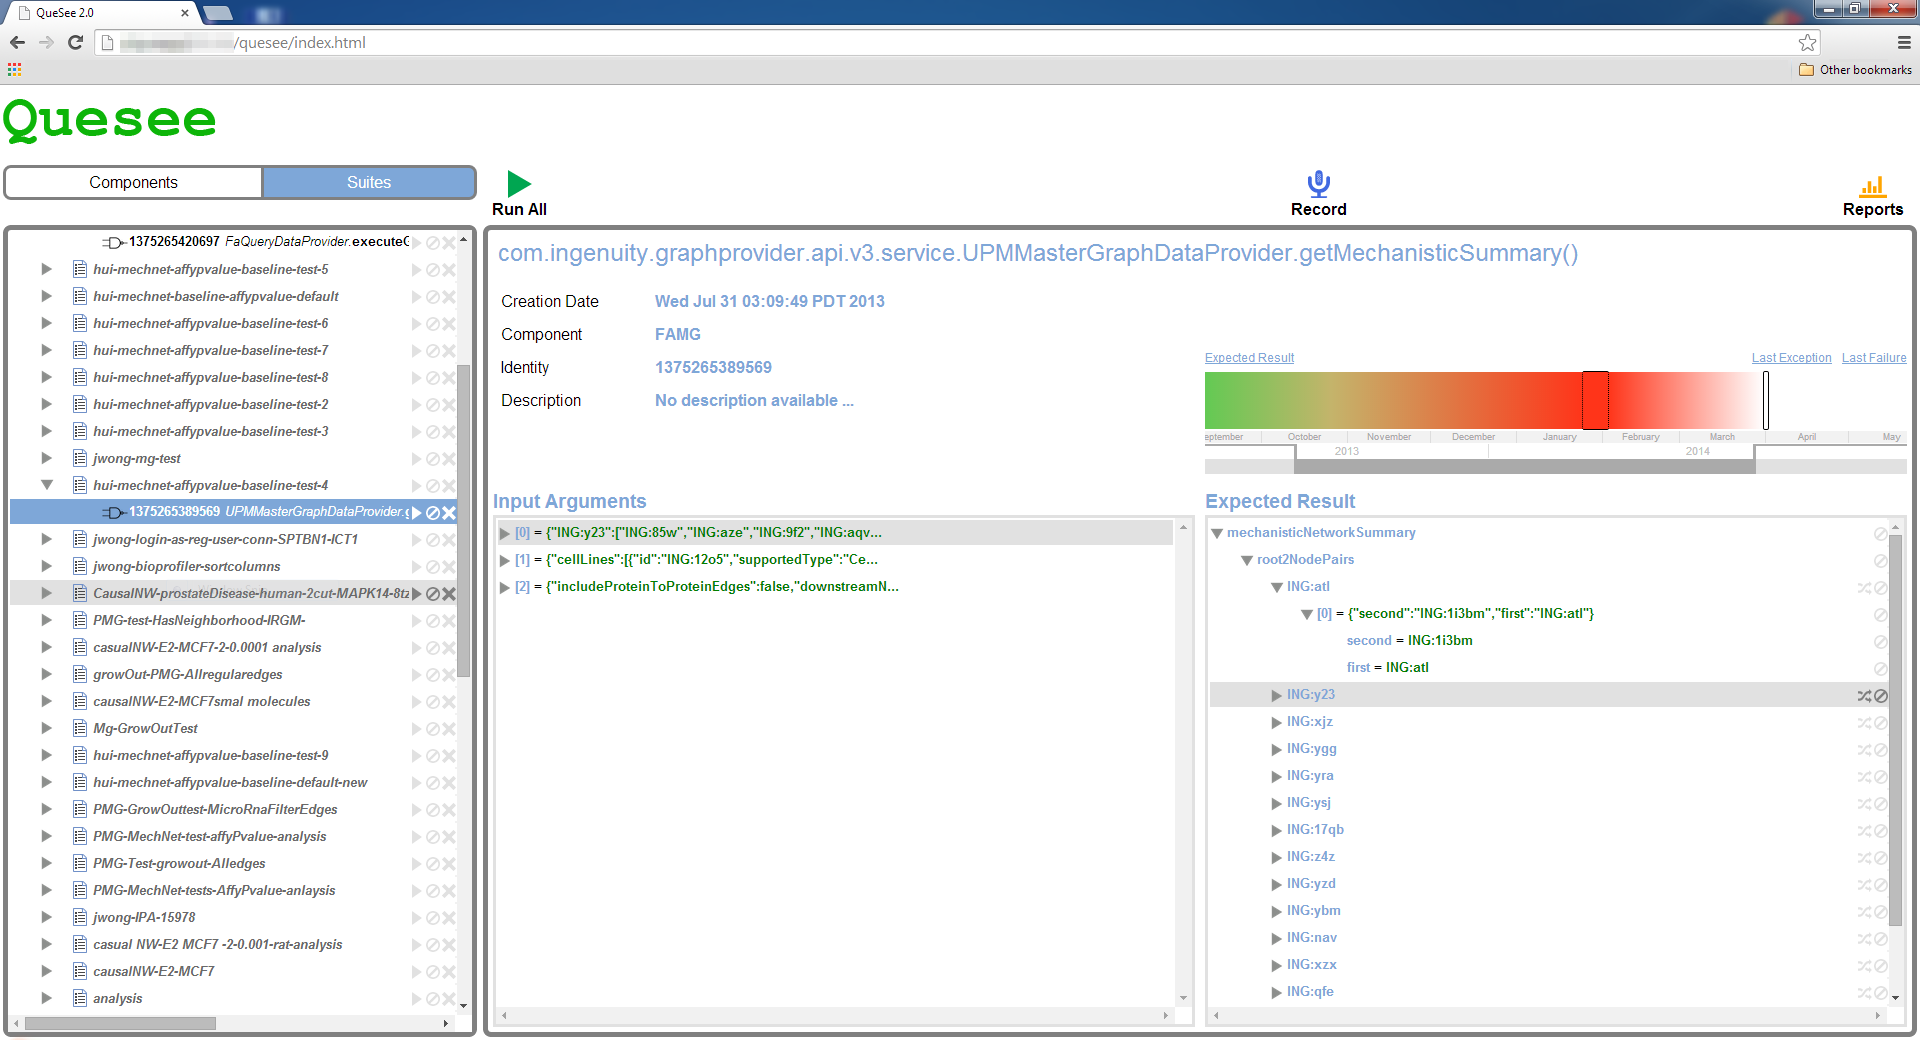 QueSee 2.0
/quesee/index.html
Other bookmarks
Quesee
Components
Suites
Run All
Record
Reports
1375265420697 FaQueryDataProvider.execute
hui-mechnet-affypvalue-baseline-test-5
hui-mechnet-baseline-affypvalue-default
hui-mechnet-affypvalue-baseline-test-6
hui-mechnet-affypvalue-baseline-test-7
hui-mechnet-affypvalue-baseline-test-8
hui-mechnet-affypvalue-baseline-test-2
hui-mechnet-affypvalue-baseline-test-3
jwong-mg-test
hui-mechnet-affypvalue-baseline-test-4
1375265389569 UPMMasterGraphDataProvider.g
jwong-login-as-reg-user-conn-SPTBN1-ICT1
jwong-bioprofiler-sortcolumns
CausalNW-prostateDisease-human-2cut-MAPK14-8tz
PMG-test-HasNeighborhood-IRGM-
casualNW-E2-MCF7-2-0.0001 analysis
growOut-PMG-Allregularedges
causalNW-E2-MCF7smal molecules
Mg-GrowOutTest
hui-mechnet-affypvalue-baseline-test-9
hui-mechnet-affypvalue-baseline-default-new
PMG-GrowOuttest-MicroRnaFilterEdges
PMG-MechNet-test-affyPvalue-analysis
PMG-Test-growout-Alledges
PMG-MechNet-tests-AffyPvalue-anlaysis
jwong-IPA-15978
casual NW-E2 MCF7 -2-0.001-rat-analysis
causalNW-E2-MCF7
analysis
com.ingenuity.graphprovider.api.v3.service.UPMMasterGraphDataProvider.getMechanisticSummary()
Creation Date Wed Jul 31 03:09:49 PDT 2013
Component FAMG
Identity 1375265389569
Description No description available ...
Expected Result Last Exception Last Failure
eptember October November December January February March April May
2013 2014
Input Arguments
[0] = {"ING:y23":["ING:85w","ING:aze","ING:9f2","ING:aqv...
[1] = {"cellLines":[{"id":"ING:12o5","supportedType":"Ce...
[2] = {"includeProteinToProteinEdges":false,"downstreamN...
Expected Result
mechanisticNetworkSummary
root2NodePairs
ING:atl
[0] = {"second":"ING:1i3bm","first":"ING:atl"}
second = ING:1i3bm
first = ING:atl
ING:y23
ING:xjz
ING:ygg
ING:yra
ING:ysj
ING:17qb
ING:z4z
ING:yzd
ING:ybm
ING:nav
ING:xzx
ING:qfe